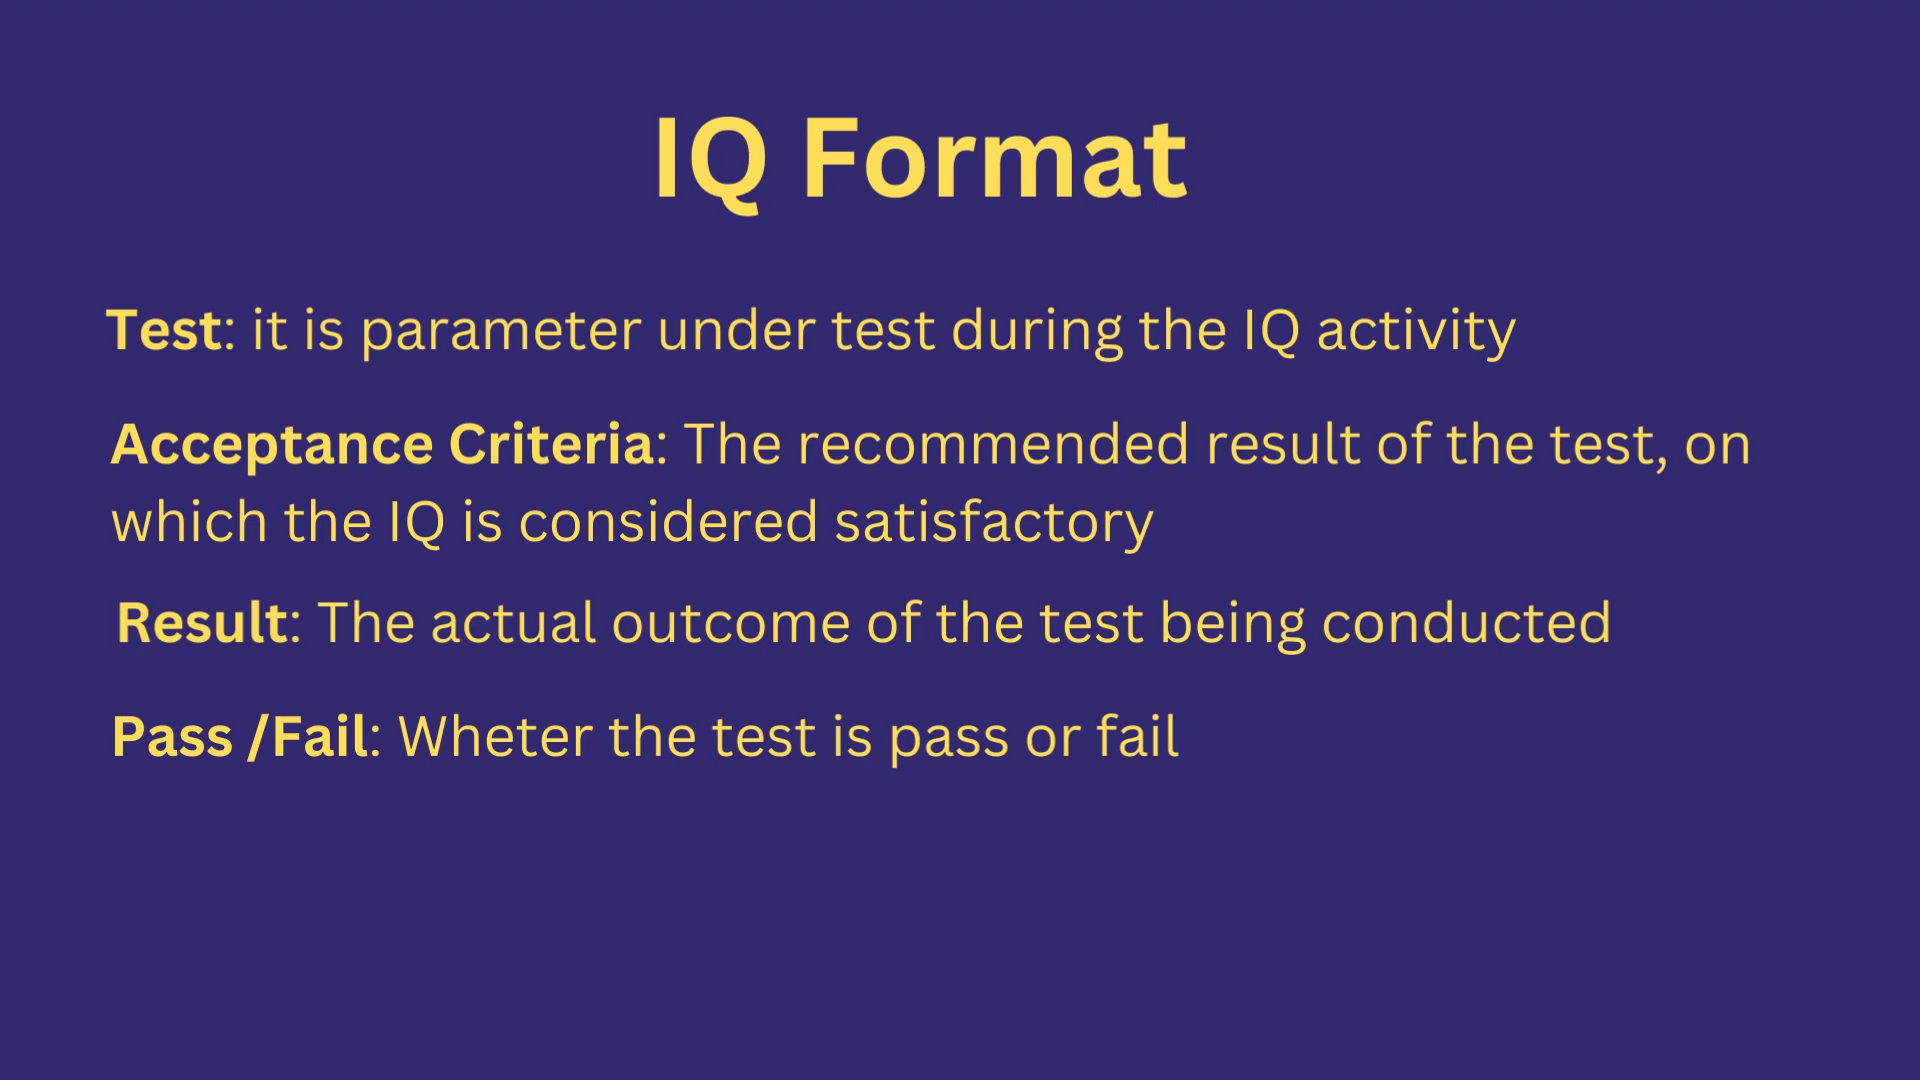 IQ Format
Test: it is parameter under test during the IQ activity
Acceptance Criteria: The recommended result of the test, on
which the IQ is considered satisfactory
Result: The actual outcome of the test being conducted
Pass /Fail: Wheter the test is pass or fail